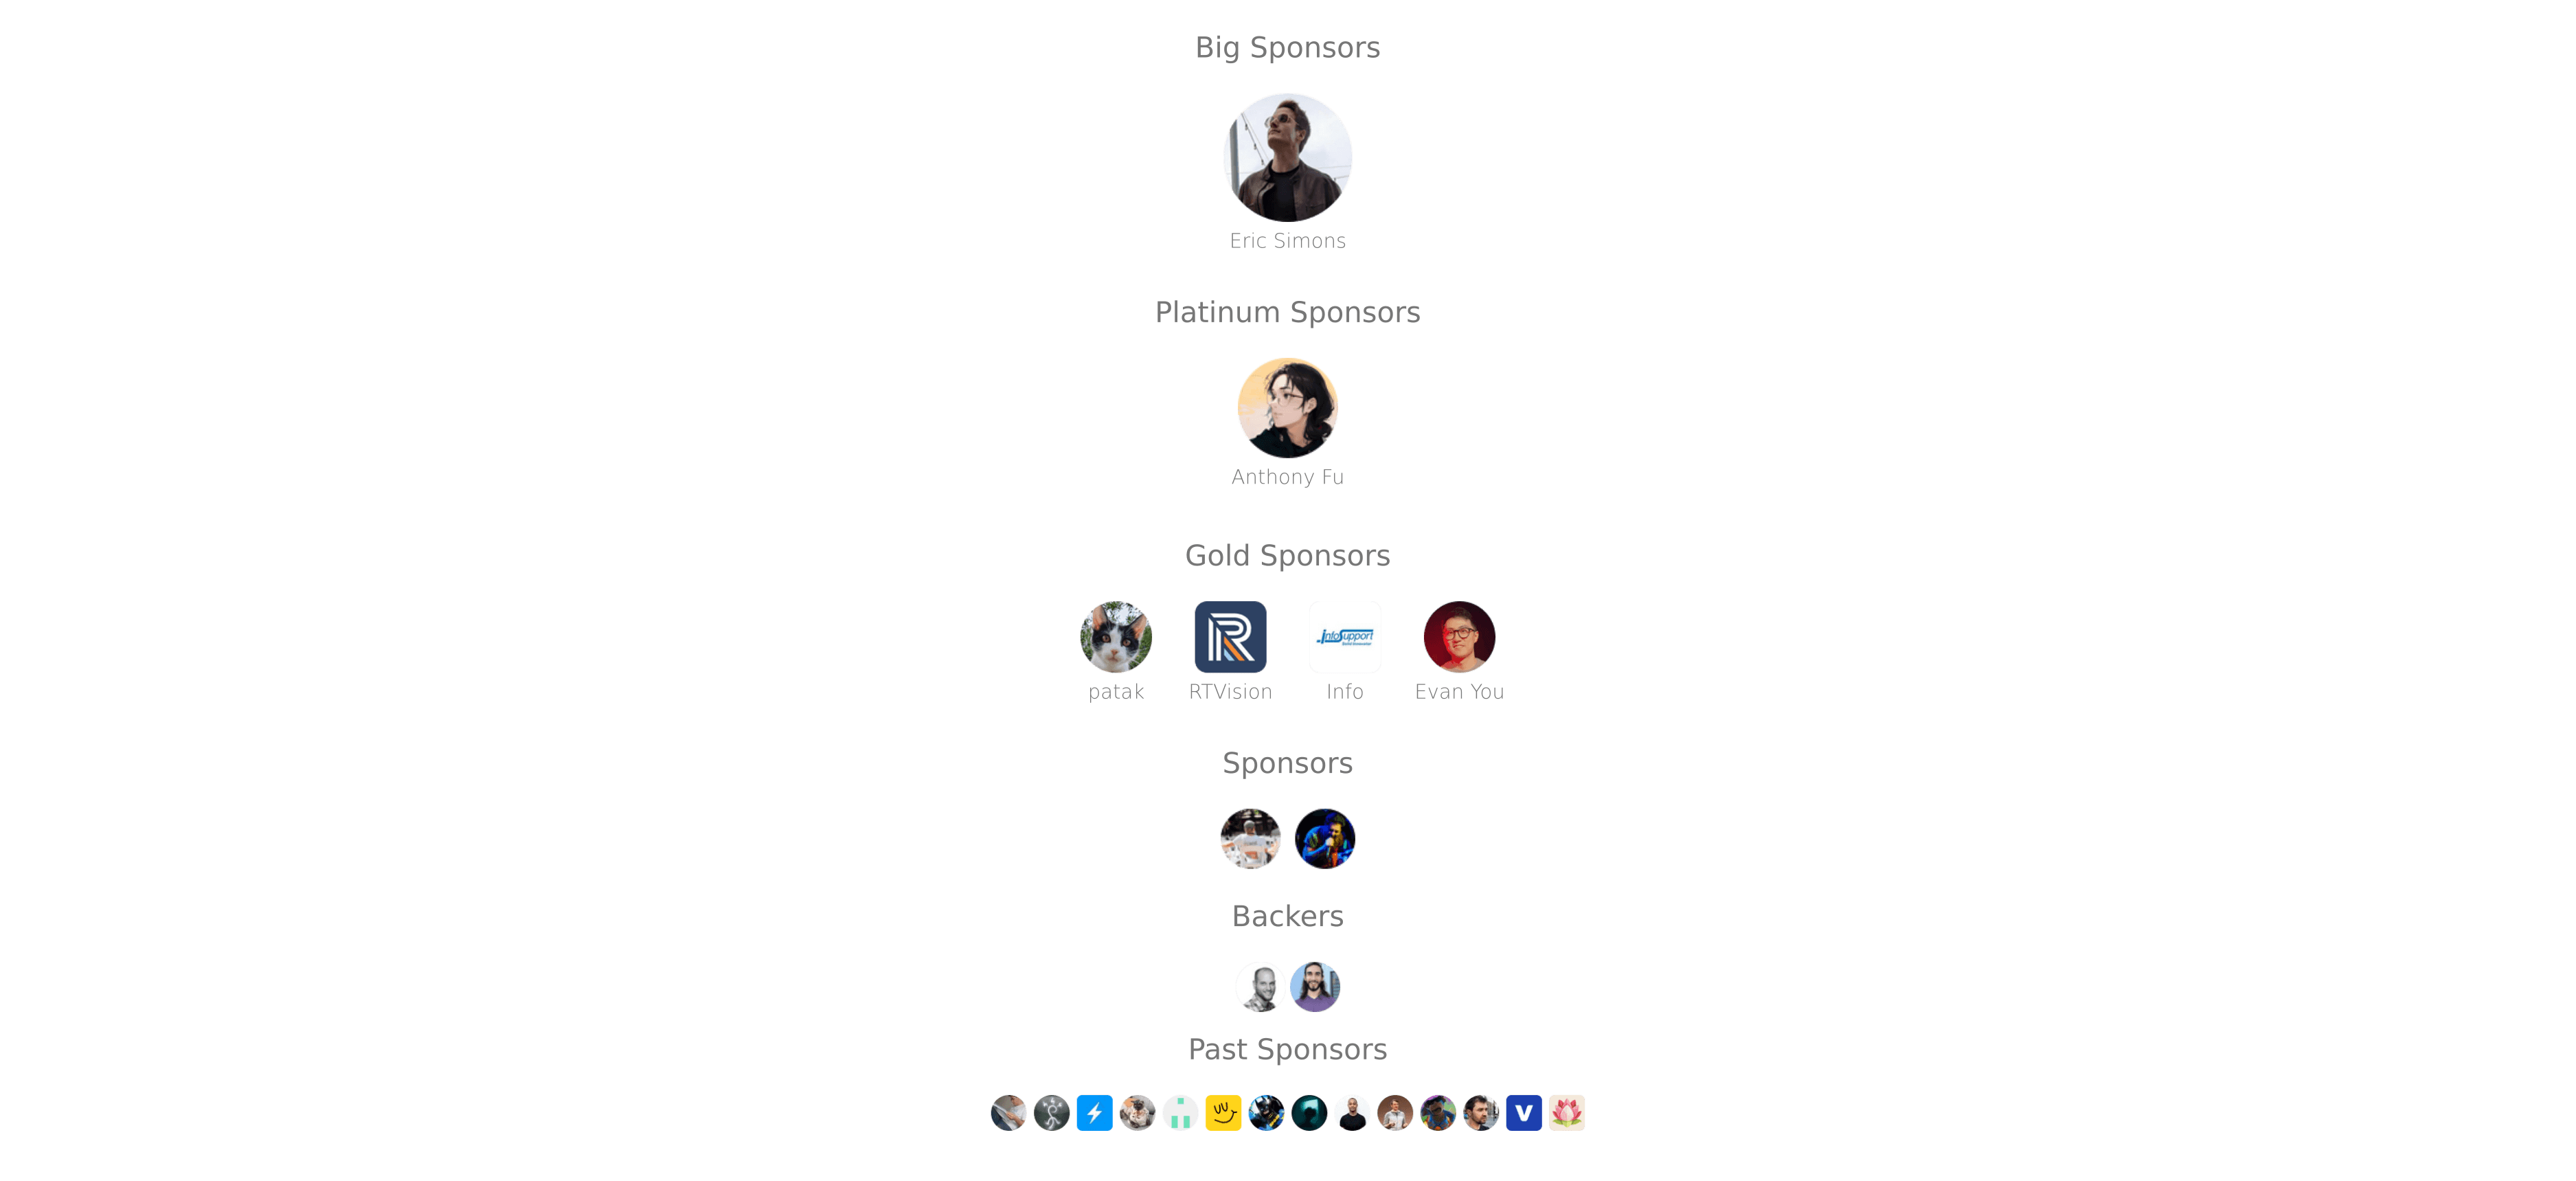 Big Sponsors
Eric Simons
Platinum Sponsors
Anthony Fu
Gold Sponsors
InfoSupport
patak RTVision Info Evan You
Sponsors
Backers
Past Sponsors
V